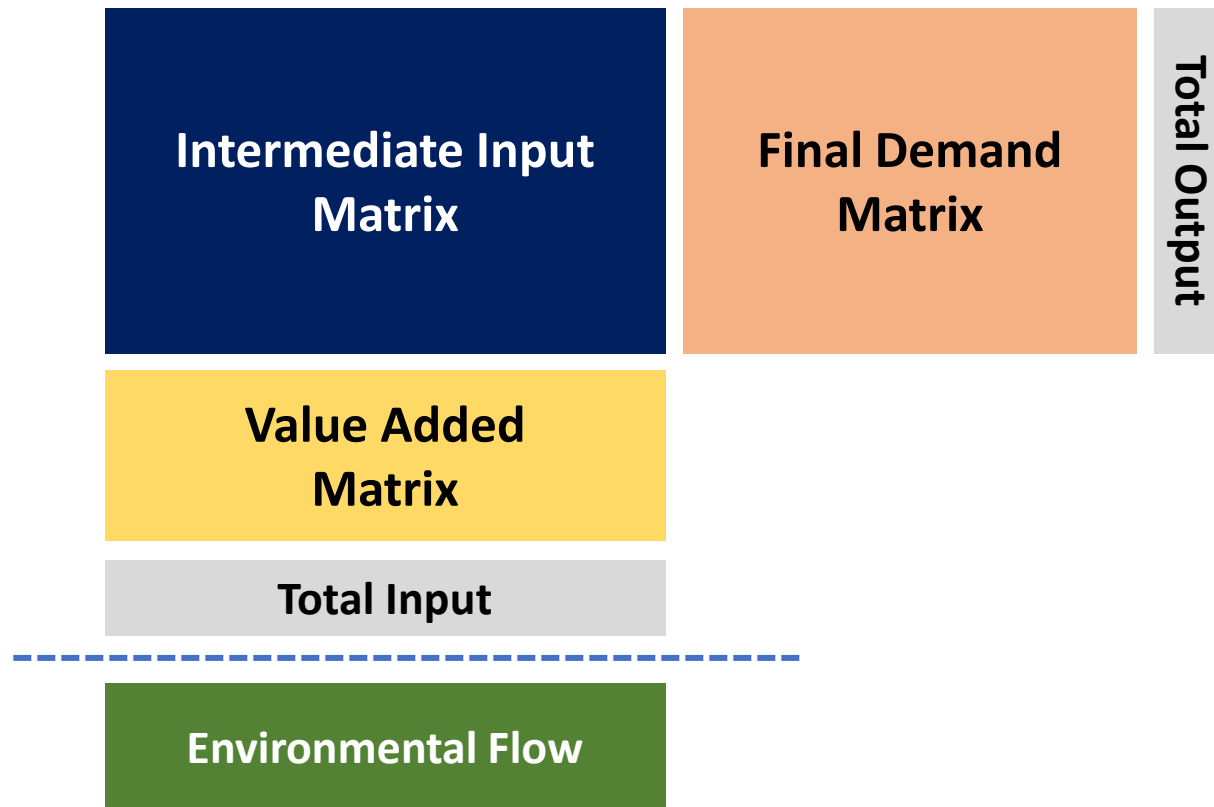 Intermediate Input
Matrix
Final Demand
Matrix
Total Output
Value Added
Matrix
Total Input
Environmental Flow